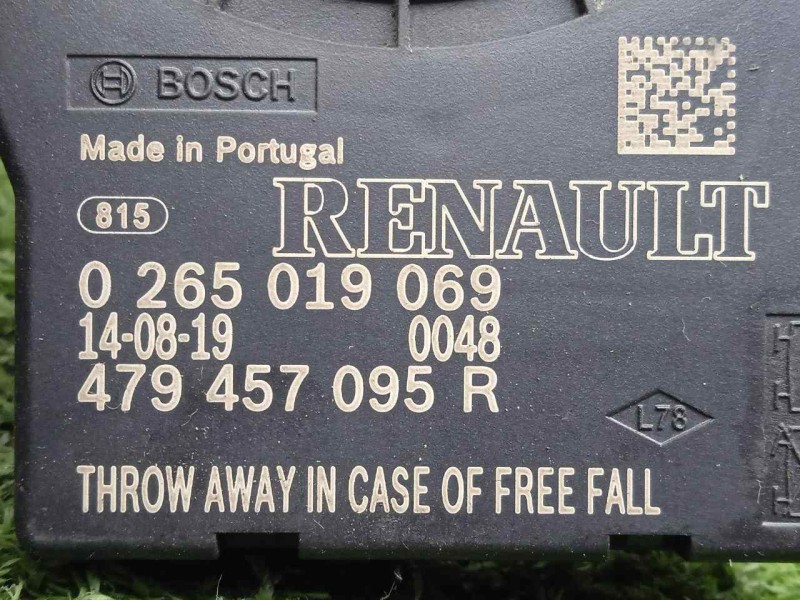 BOSCH
Made in Portugal
815
RENAULT
0 265 019 069
14-08-19 0048
479 457 095 R
L78
THROW AWAY IN CASE OF FREE FALL